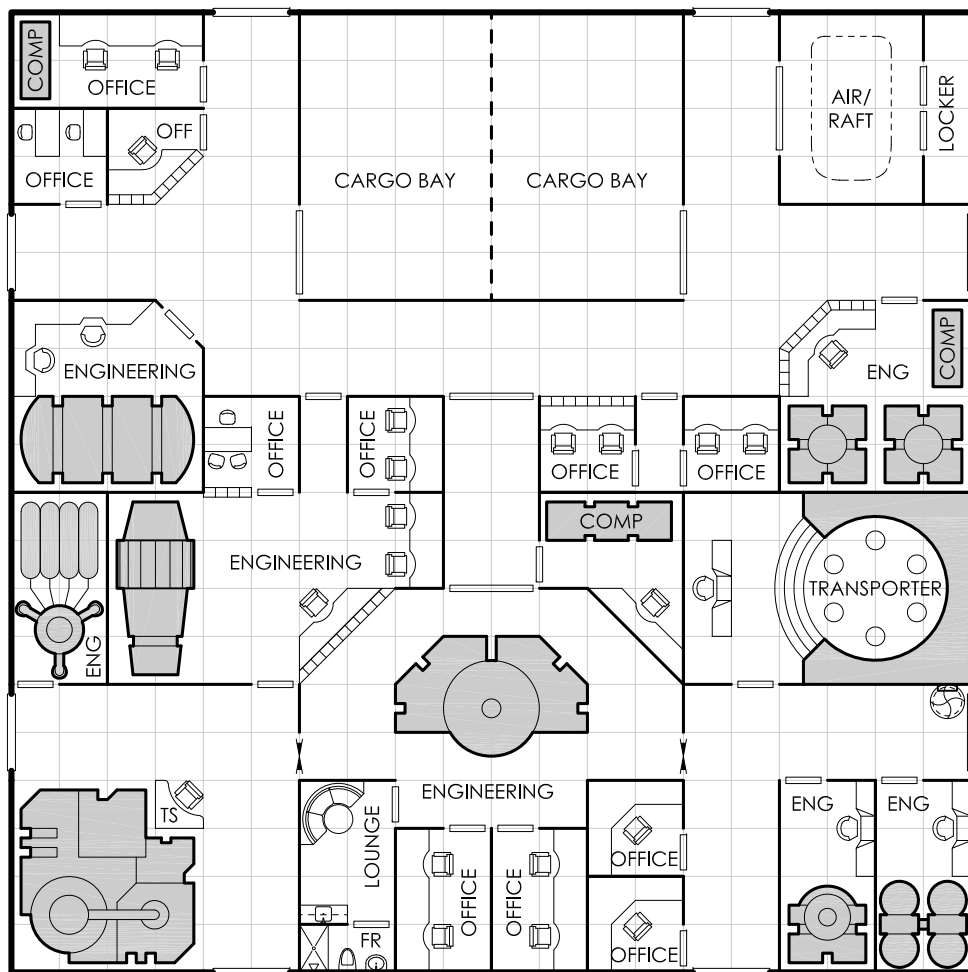 COMP
OFFICE
OFF
OFFICE
CARGO BAY
CARGO BAY
AIR/
RAFT
LOCKER
ENGINEERING
ENG
COMP
OFFICE
OFFICE
OFFICE
OFFICE
COMP
ENGINEERING
TRANSPORTER
ENG
TS
ENGINEERING
ENG
ENG
LOUNGE
OFFICE
OFFICE
OFFICE
FR
OFFICE